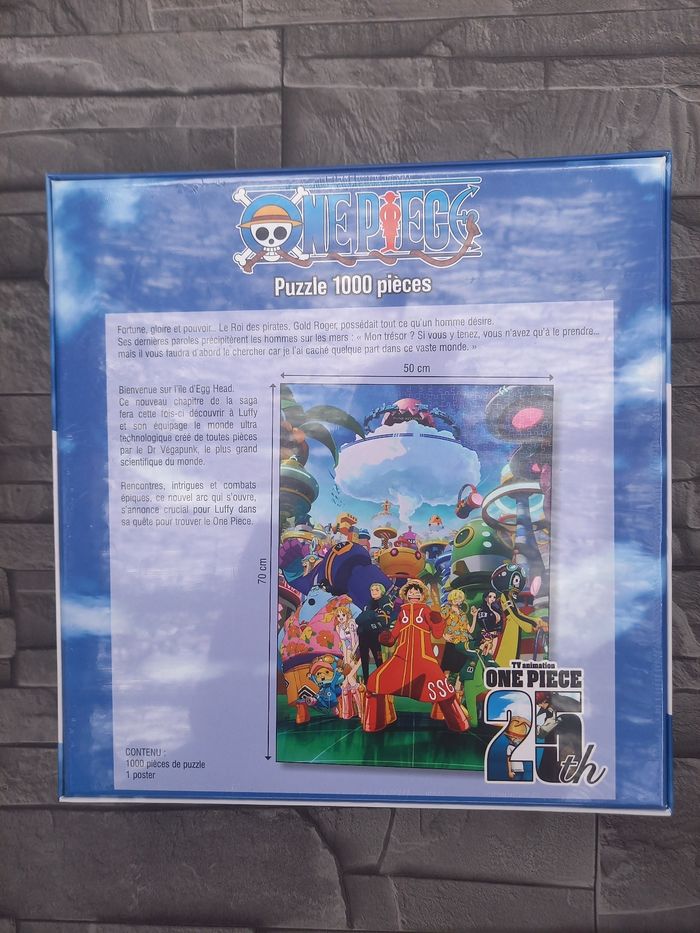 ONE PIECE
Puzzle 1000 pièces
Fortune, gloire et pouvoir... Le Roi des pirates, Gold Roger, possédait tout ce qu'un homme désire.
Ses dernières paroles précipitèrent les hommes sur les mers : « Mon trésor ? Si vous y tenez, vous n'avez qu'à le prendre...
mais il vous faudra d'abord le chercher car je l'ai caché quelque part dans ce vaste monde. »
50 cm
Bienvenue sur l'île d'Egg Head.
Ce nouveau chapitre de la saga
fera cette fois-ci découvrir à Luffy
et son équipage le monde ultra
technologique créé de toutes pièces
par le Dr Végapunk, le plus grand
scientifique du monde.
Rencontres, intrigues et combats
épiques, ce nouvel arc qui s'ouvre,
s'annonce crucial pour Luffy dans
sa quête pour trouver le One Piece.
70 cm
SSG
TV animation
ONE PIECE
25th
CONTENU :
1000 pièces de puzzle
1 poster